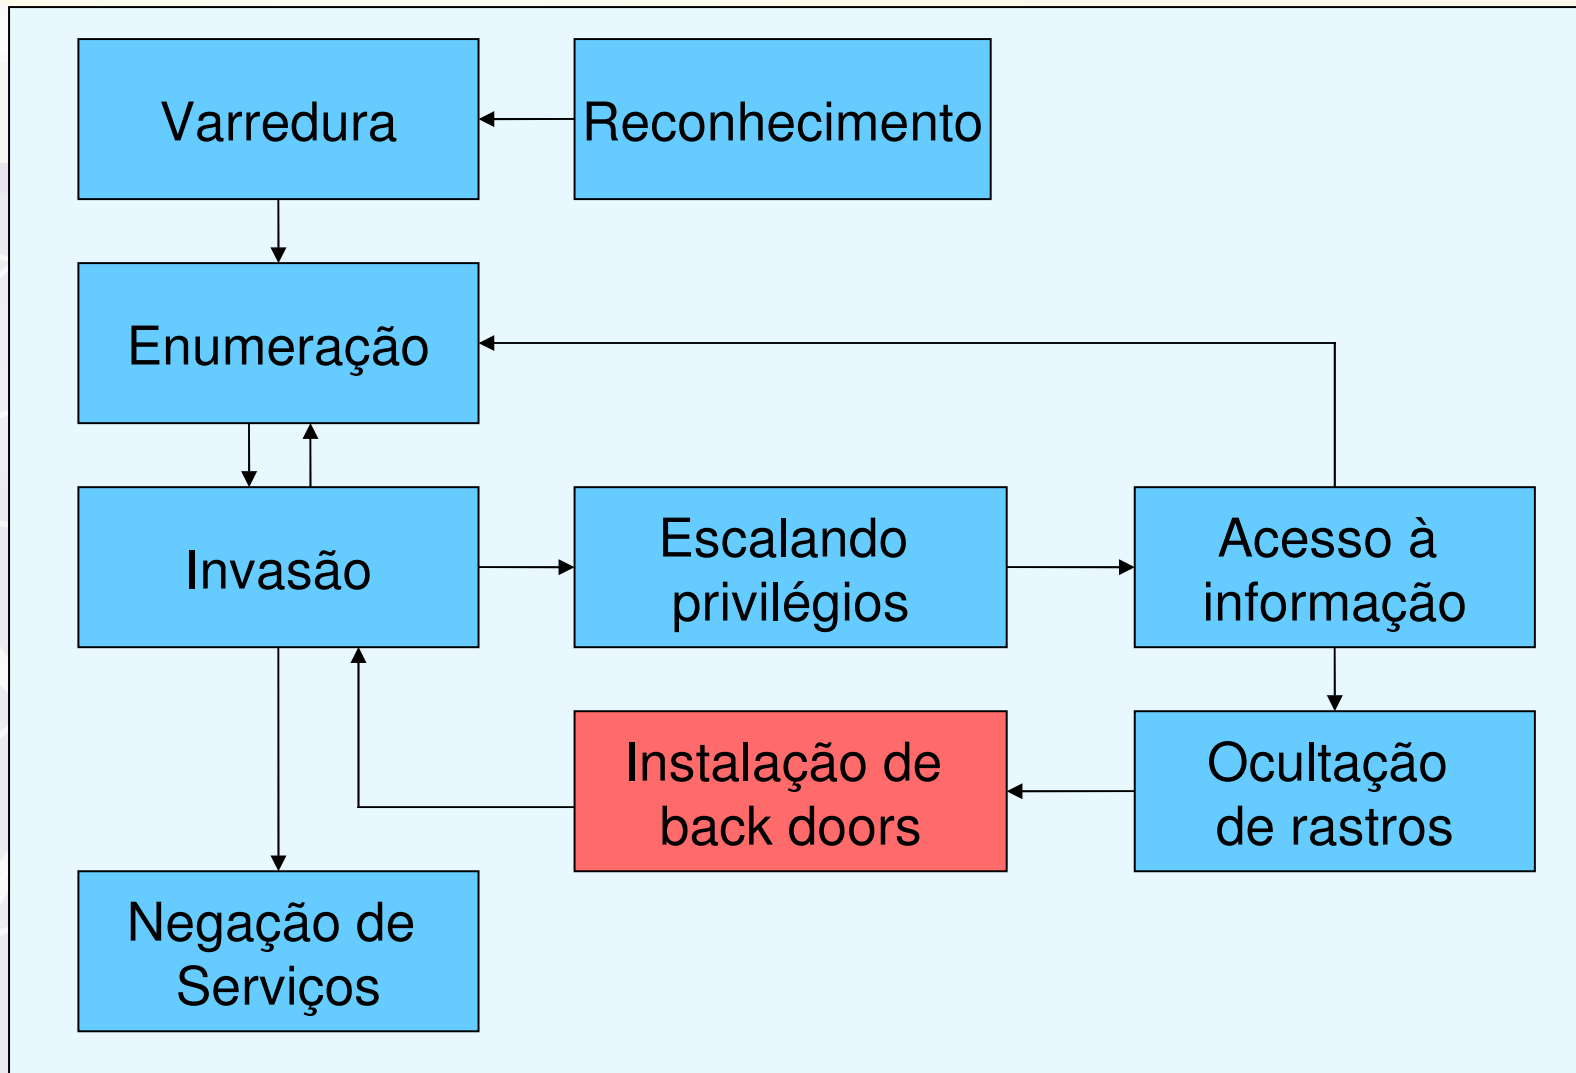 Varredura
Reconhecimento
Enumeração
Invasão
Escalando
privilégios
Acesso à
informação
Instalação de
back doors
Ocultação
de rastros
Negação de
Serviços